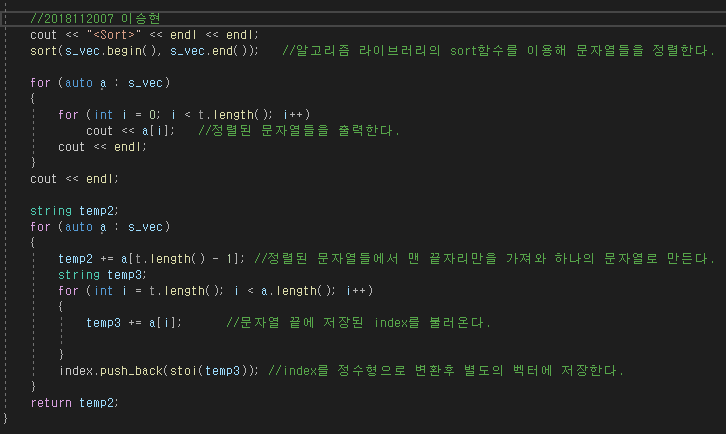 //2018112007 이승현
cout << "<Sort>" << endl << endl;
sort(s_vec.begin(), s_vec.end());   //알고리즘 라이브러리의 sort함수를 이용해 문자열들을 정렬한다.
for (auto a : s_vec)
{
for (int i = 0; i < t.length(); i++)
cout << a[i];   //정렬된 문자열들을 출력한다.
cout << endl;
}
cout << endl;
string temp2;
for (auto a : s_vec)
{
temp2 += a[t.length() - 1]; //정렬된 문자열들에서 맨 끝자리만을 가져와 하나의 문자열로 만든다.
string temp3;
for (int i = t.length(); i < a.length(); i++)
{
temp3 += a[i];      //문자열 끝에 저장된 index를 불러온다.
}
index.push_back(stoi(temp3)); //index를 정수형으로 변환후 별도의 벡터에 저장한다.
}
return temp2;
}